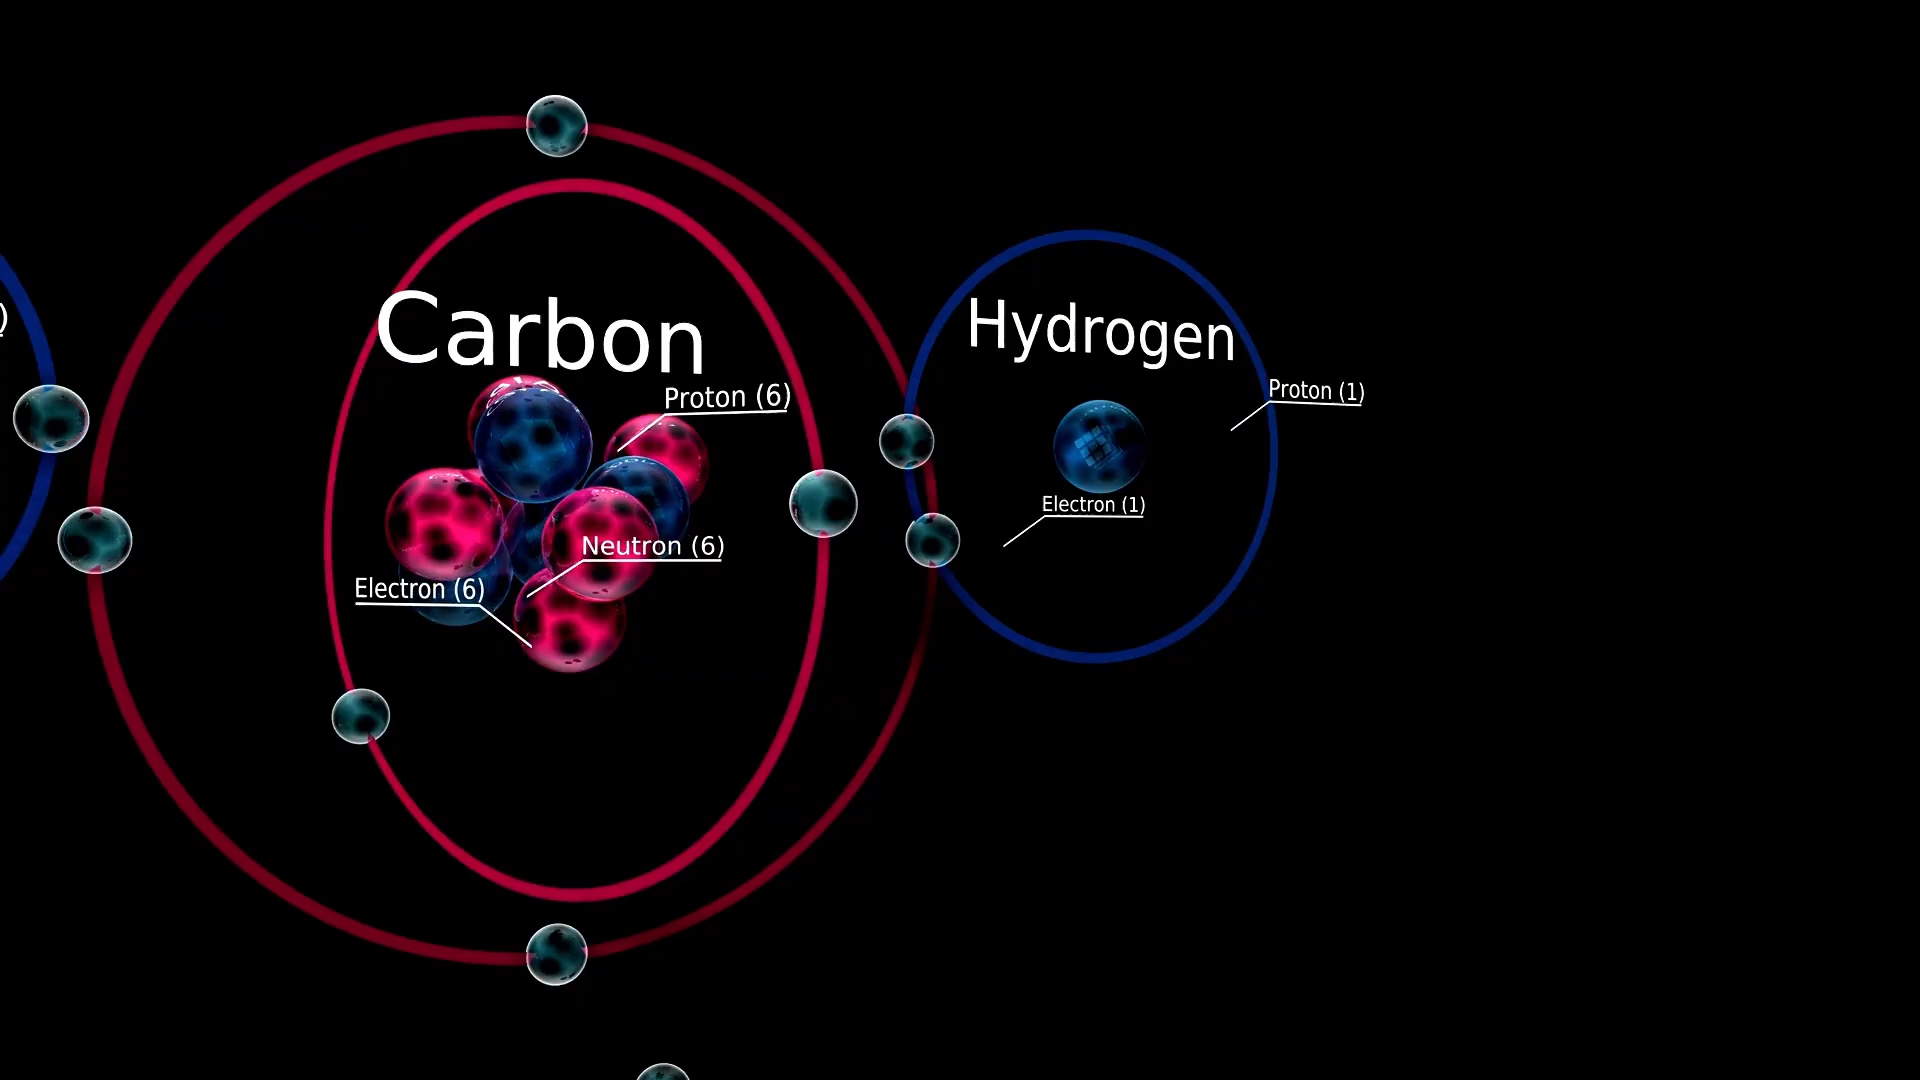 Carbon
Proton (6)
Neutron (6)
Electron (6)
Hydrogen
Proton (1)
Electron (1)
)